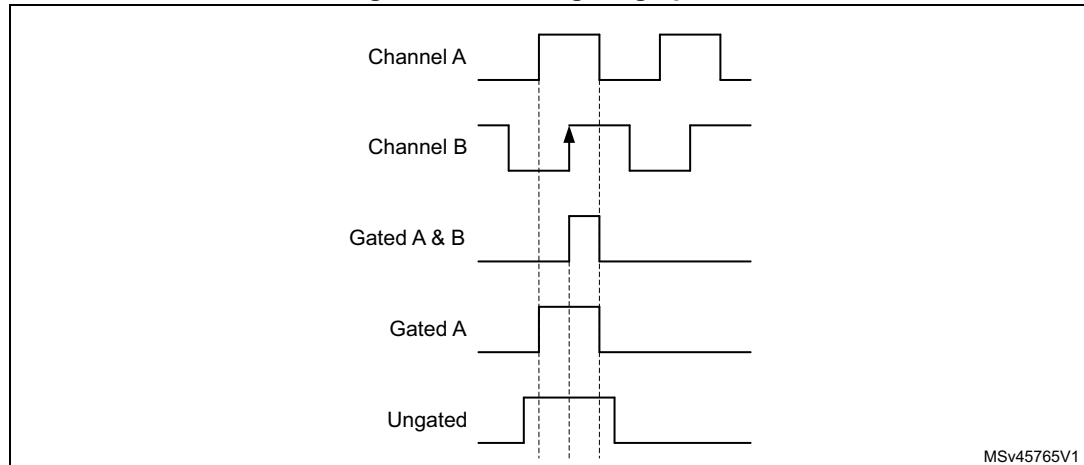 Channel A
Channel B
Gated A & B
Gated A
Ungated
MSv45765V1